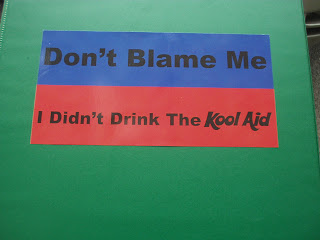 Don't Blame Me
I Didn't Drink The Kool Aid